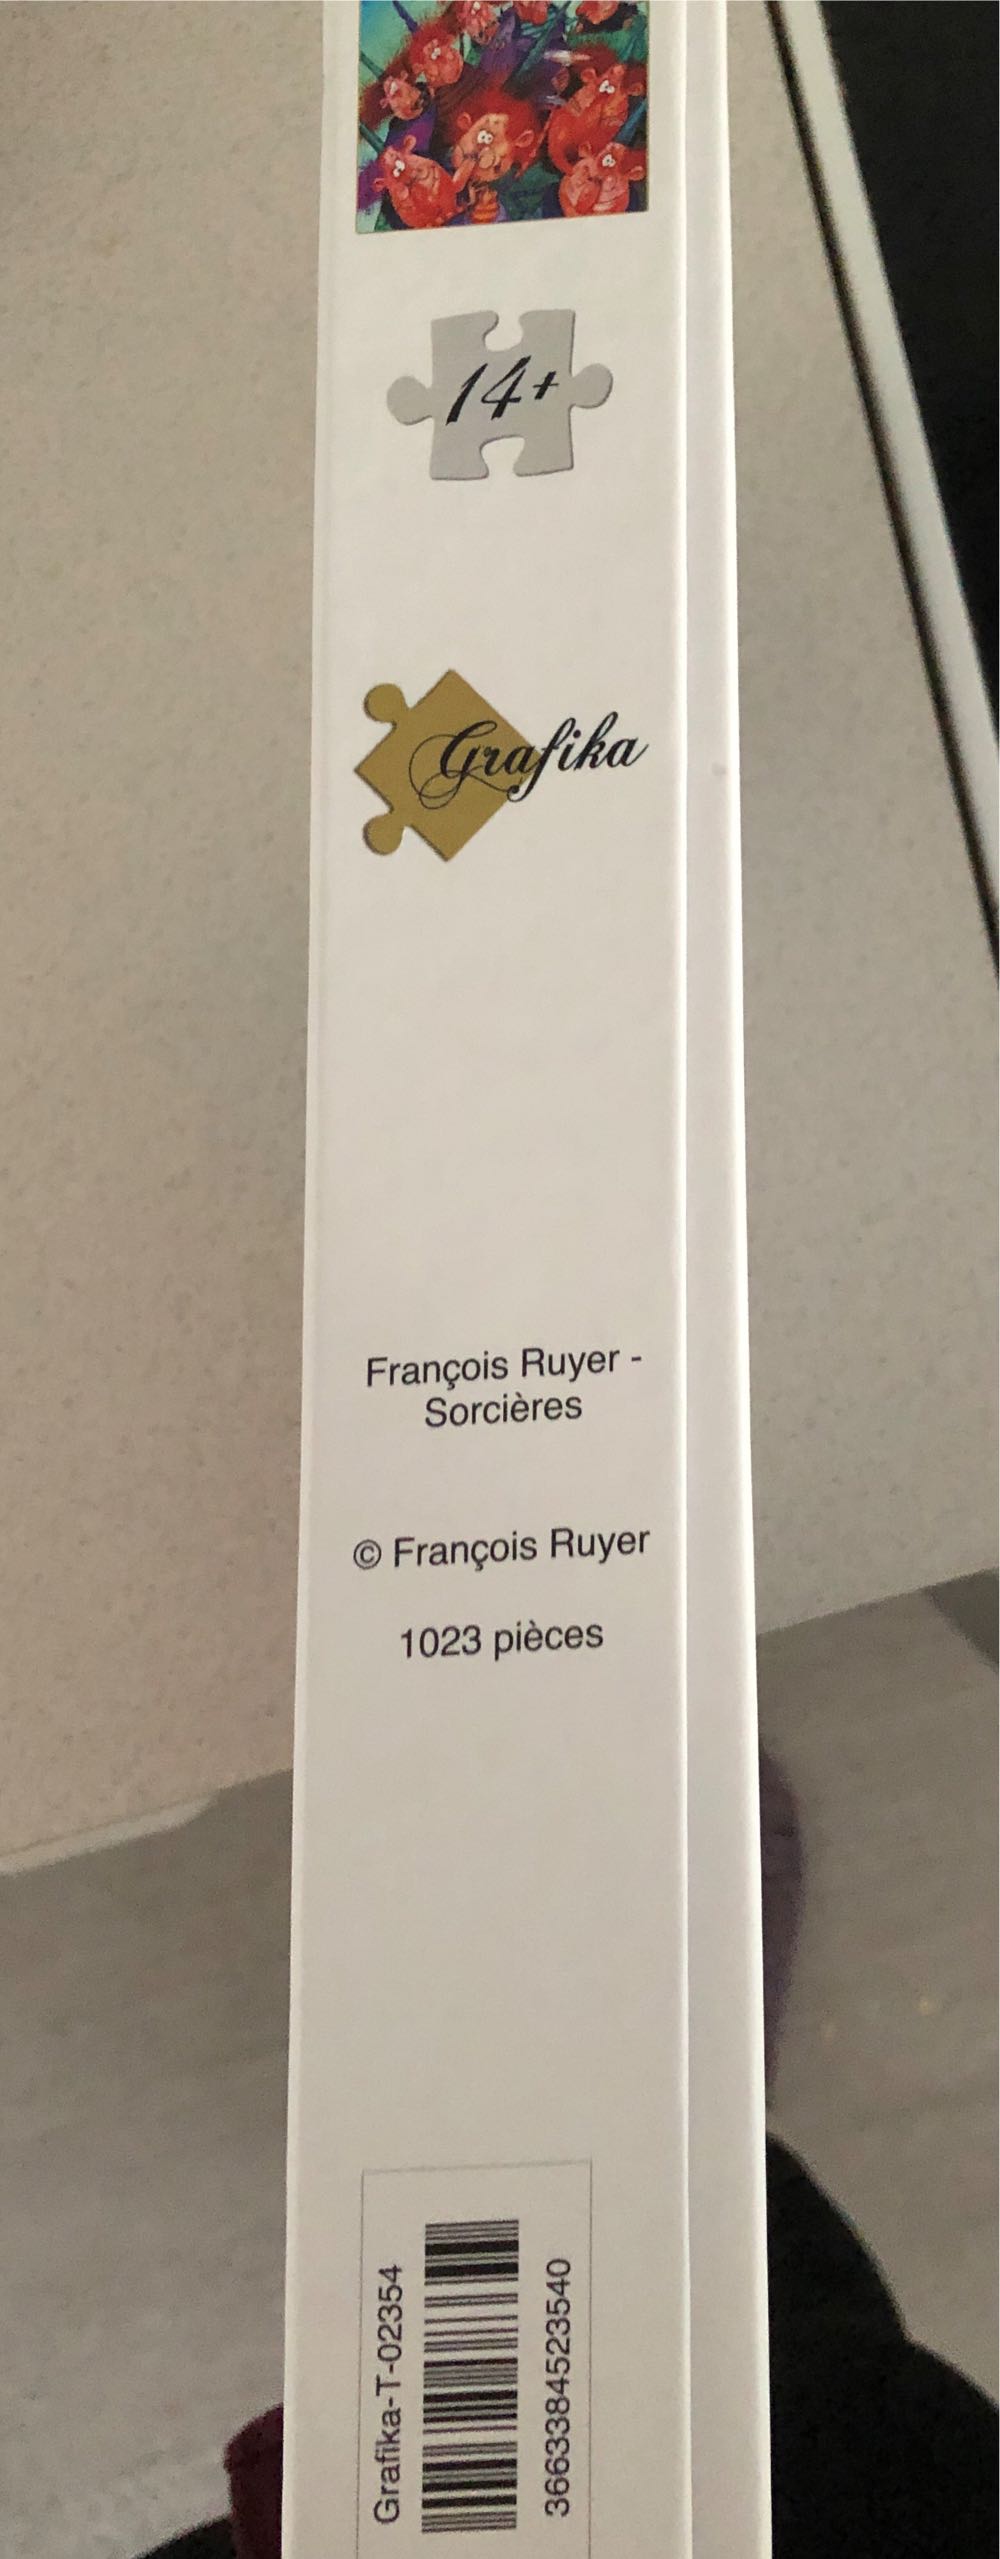 14+
Grafika
François Ruyer -
Sorcières
© François Ruyer
1023 pièces
Grafika-T-02354
3663384523540